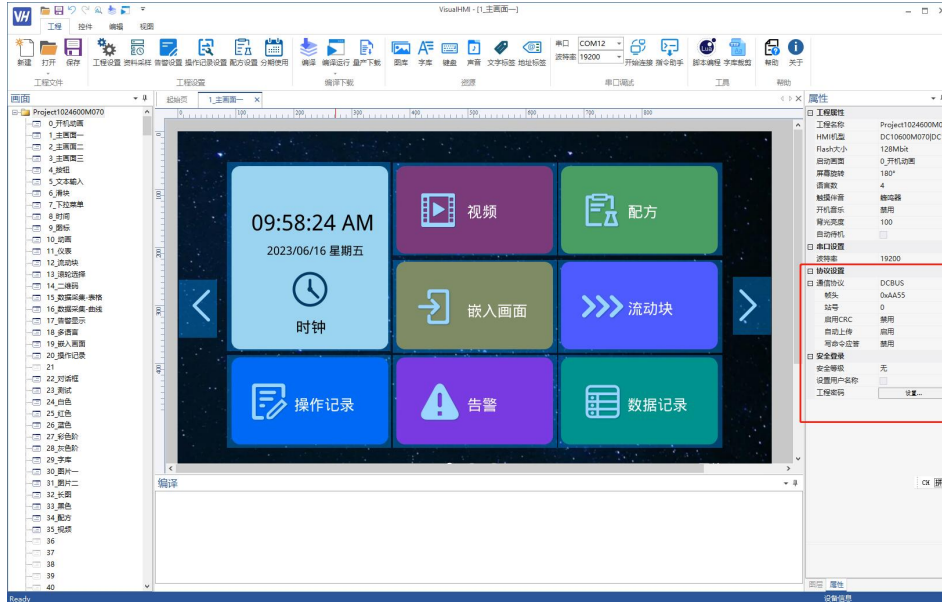 VH
VisualHMI - [1_主画面一]
工程 控件 编辑 视图
新建 打开 保存 工程设置 资料采样 告警设置 操作记录设置 配方设置 分期使用 编译 编译运行 量产下载 图库 字库 键盘 声音 文字标签 地址标签
串口 COM12
波特率 19200
开始连接 指令助手 脚本编程 字库裁剪 帮助 关于
工程文件 工程设置 编译下载 资源 串口调试 工具 帮助
画面
起始页 1_主画面一 ×
属性
Project1024600M070
0_开机动画
1_主画面一
2_主画面二
3_主画面三
4_按钮
5_文本输入
6_滑块
7_下拉菜单
8_时间
9_图标
10_动画
11_仪表
12_流动块
13_滚轮选择
14_二维码
15_数据采集-表格
16_数据采集-曲线
17_告警显示
18_多语言
19_嵌入画面
20_操作记录
21
22_对话框
23_测试
24_白色
25_红色
26_蓝色
27_彩色阶
28_灰色阶
29_字库
30_图片一
31_图片二
32_长图
33_黑色
34_配方
35_视频
36
37
38
39
40
0 100 200 300 400 500 600 700 800
0
100
200
300
400
09:58:24 AM
2023/06/16 星期五
时钟
视频
配方
嵌入画面
流动块
操作记录
告警
数据记录
编译
工程属性
工程名称 Project1024600M0
HMI机型 DC10600M070|DC
Flash大小 128Mbit
启动画面 0_开机动画
屏幕旋转 180°
语言数 4
触摸伴音 蜂鸣器
开机音乐 禁用
背光亮度 100
自动待机
串口设置
波特率 19200
协议设置
通信协议 DCBUS
帧头 0xAA55
站号 0
启用CRC 禁用
自动上传 启用
写命令应答 禁用
安全登录
安全等级 无
设置用户名称
工程密码 设置...
CH 拼
图层 属性
Ready
设备信息